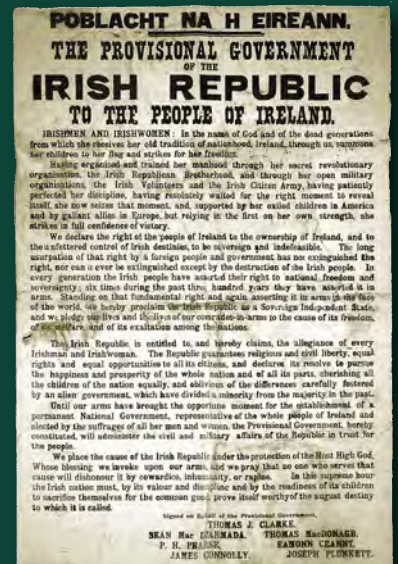 POBLACHT NA H EIREANN.
THE PROVISIONAL GOVERNMENT
OF THE
IRISH REPUBLIC
TO THE PEOPLE OF IRELAND.
IRISHMEN AND IRISHWOMEN: In the name of God and of the dead generations
from which she receives her old tradition of nationhood, Ireland, through us, summons
her children to her flag and strikes for her freedom.
Having organised and trained her manhood through her secret revolutionary
organisation, the Irish Republican Brotherhood, and through her open military
organisations, the Irish Volunteers and the Irish Citizen Army, having patiently
perfected her discipline, having resolutely waited for the right moment to reveal
itself, she now seizes that moment, and, supported by her exiled children in America
and by gallant allies in Europe, but relying in the first on her own strength, she
strikes in full confidence of victory.
We declare the right of the people of Ireland to the ownership of Ireland, and to
the unfettered control of Irish destinies, to be sovereign and indefeasible. The long
usurpation of that right by a foreign people and government has not extinguished the
right, nor can it ever be extinguished except by the destruction of the Irish people. In
every generation the Irish people have asserted their right to national freedom and
sovereignty; six times during the past three hundred years they have asserted it in
arms. Standing on that fundamental right and again asserting it in arms in the face
of the world, we hereby proclaim the Irish Republic as a Sovereign Independent State,
and we pledge our lives and the lives of our comrades-in-arms to the cause of its freedom,
of its welfare, and of its exaltation among the nations.
The Irish Republic is entitled to, and hereby claims, the allegiance of every
Irishman and Irishwoman. The Republic guarantees religious and civil liberty, equal
rights and equal opportunities to all its citizens, and declares its resolve to pursue
the happiness and prosperity of the whole nation and of all its parts, cherishing all
the children of the nation equally, and oblivious of the differences carefully fostered
by an alien government, which have divided a minority from the majority in the past.
Until our arms have brought the opportune moment for the establishment of a
permanent National Government, representative of the whole people of Ireland and
elected by the suffrages of all her men and women, the Provisional Government, hereby
constituted, will administer the civil and military affairs of the Republic in trust for
the people.
We place the cause of the Irish Republic under the protection of the Most High God,
Whose blessing we invoke upon our arms, and we pray that no one who serves that
cause will dishonour it by cowardice, inhumanity, or rapine. In this supreme hour
the Irish nation must, by its valour and discipline and by the readiness of its children
to sacrifice themselves for the common good, prove itself worthy of the august destiny
to which it is called.
Signed on Behalf of the Provisional Government,
THOMAS J. CLARKE,
SEAN Mac DIARMADA, THOMAS MacDONAGH,
P. H. PEARSE, EAMONN CEANNT,
JAMES CONNOLLY, JOSEPH PLUNKETT.